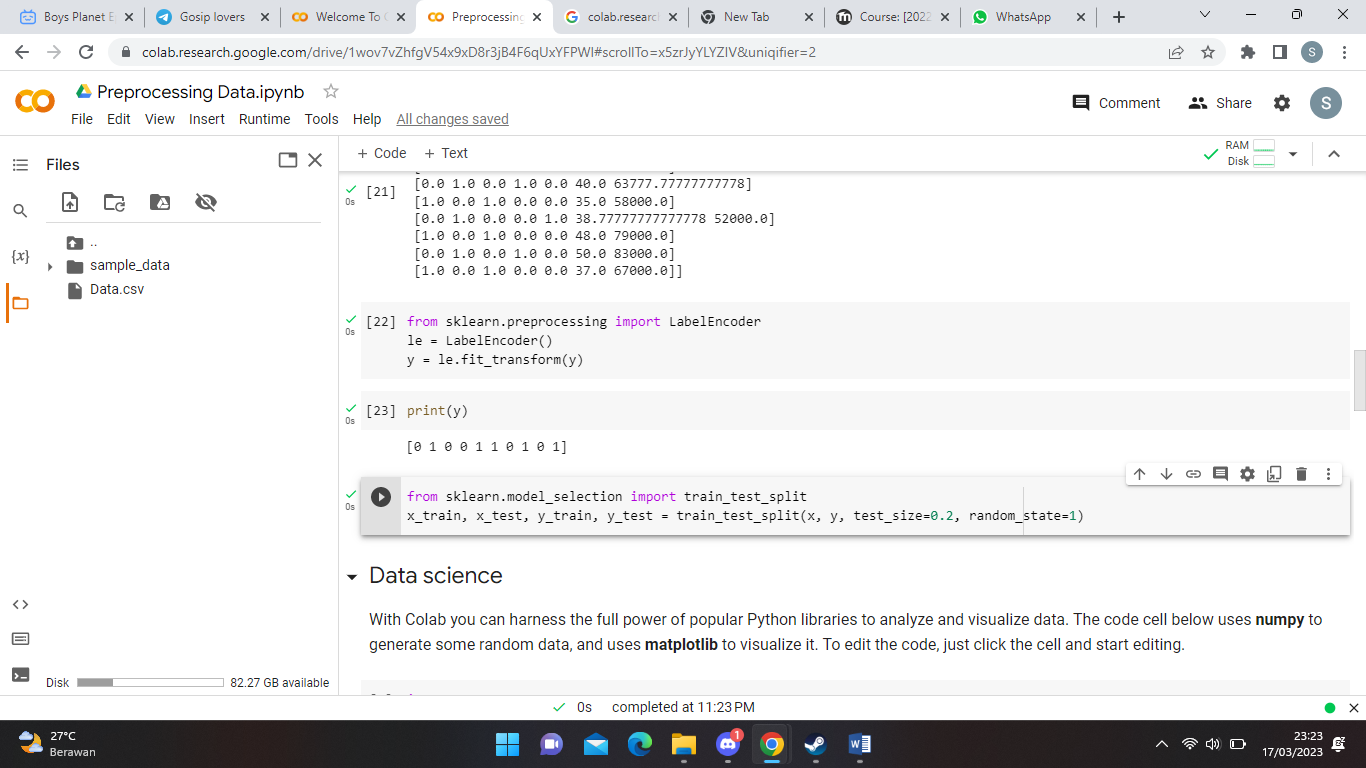 Boys Planet E
Gosip lovers
Welcome To C
Preprocessing
colab.research
New Tab
Course: [2022
WhatsApp
colab.research.google.com/drive/1wov7vZhfgV54x9xD8r3jB4F6qUxYFPWl#scrollTo=x5zrJyYLYZIV&uniqifier=2
S
Preprocessing Data.ipynb
File Edit View Insert Runtime Tools Help All changes saved
Comment Share S
Files
+ Code + Text
RAM
Disk
{x}
..
sample_data
Data.csv
[21]
0s
[0.0 1.0 0.0 1.0 0.0 0.0 40.0 63777.77777777778]
[1.0 0.0 1.0 0.0 0.0 35.0 58000.0]
[0.0 1.0 0.0 0.0 1.0 38.77777777777778 52000.0]
[1.0 0.0 1.0 0.0 0.0 48.0 79000.0]
[0.0 1.0 0.0 1.0 0.0 50.0 83000.0]
[1.0 0.0 1.0 0.0 0.0 37.0 67000.0]]
[22] from sklearn.preprocessing import LabelEncoder
0s
le = LabelEncoder()
y = le.fit_transform(y)
[23] print(y)
0s
[0 1 0 0 1 1 0 1 0 1]
from sklearn.model_selection import train_test_split
0s
x_train, x_test, y_train, y_test = train_test_split(x, y, test_size=0.2, random_state=1)
Data science
With Colab you can harness the full power of popular Python libraries to analyze and visualize data. The code cell below uses numpy to
generate some random data, and uses matplotlib to visualize it. To edit the code, just click the cell and start editing.
Disk 82.27 GB available
0s completed at 11:23 PM
27°C
Berawan
1
23:23
17/03/2023